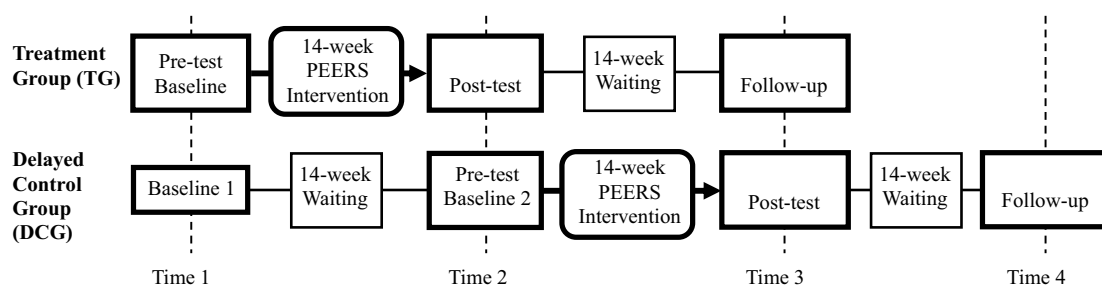 Treatment
Group (TG)
Pre-test
Baseline
14-week
PEERS
Intervention
Post-test
14-week
Waiting
Follow-up
Delayed
Control
Group
(DCG)
Baseline 1
14-week
Waiting
Pre-test
Baseline 2
14-week
PEERS
Intervention
Post-test
14-week
Waiting
Follow-up
Time 1
Time 2
Time 3
Time 4